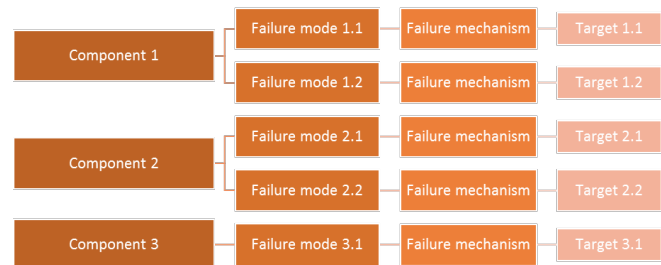 Component 1
Failure mode 1.1
Failure mechanism
Target 1.1
Failure mode 1.2
Failure mechanism
Target 1.2
Component 2
Failure mode 2.1
Failure mechanism
Target 2.1
Failure mode 2.2
Failure mechanism
Target 2.2
Component 3
Failure mode 3.1
Failure mechanism
Target 3.1